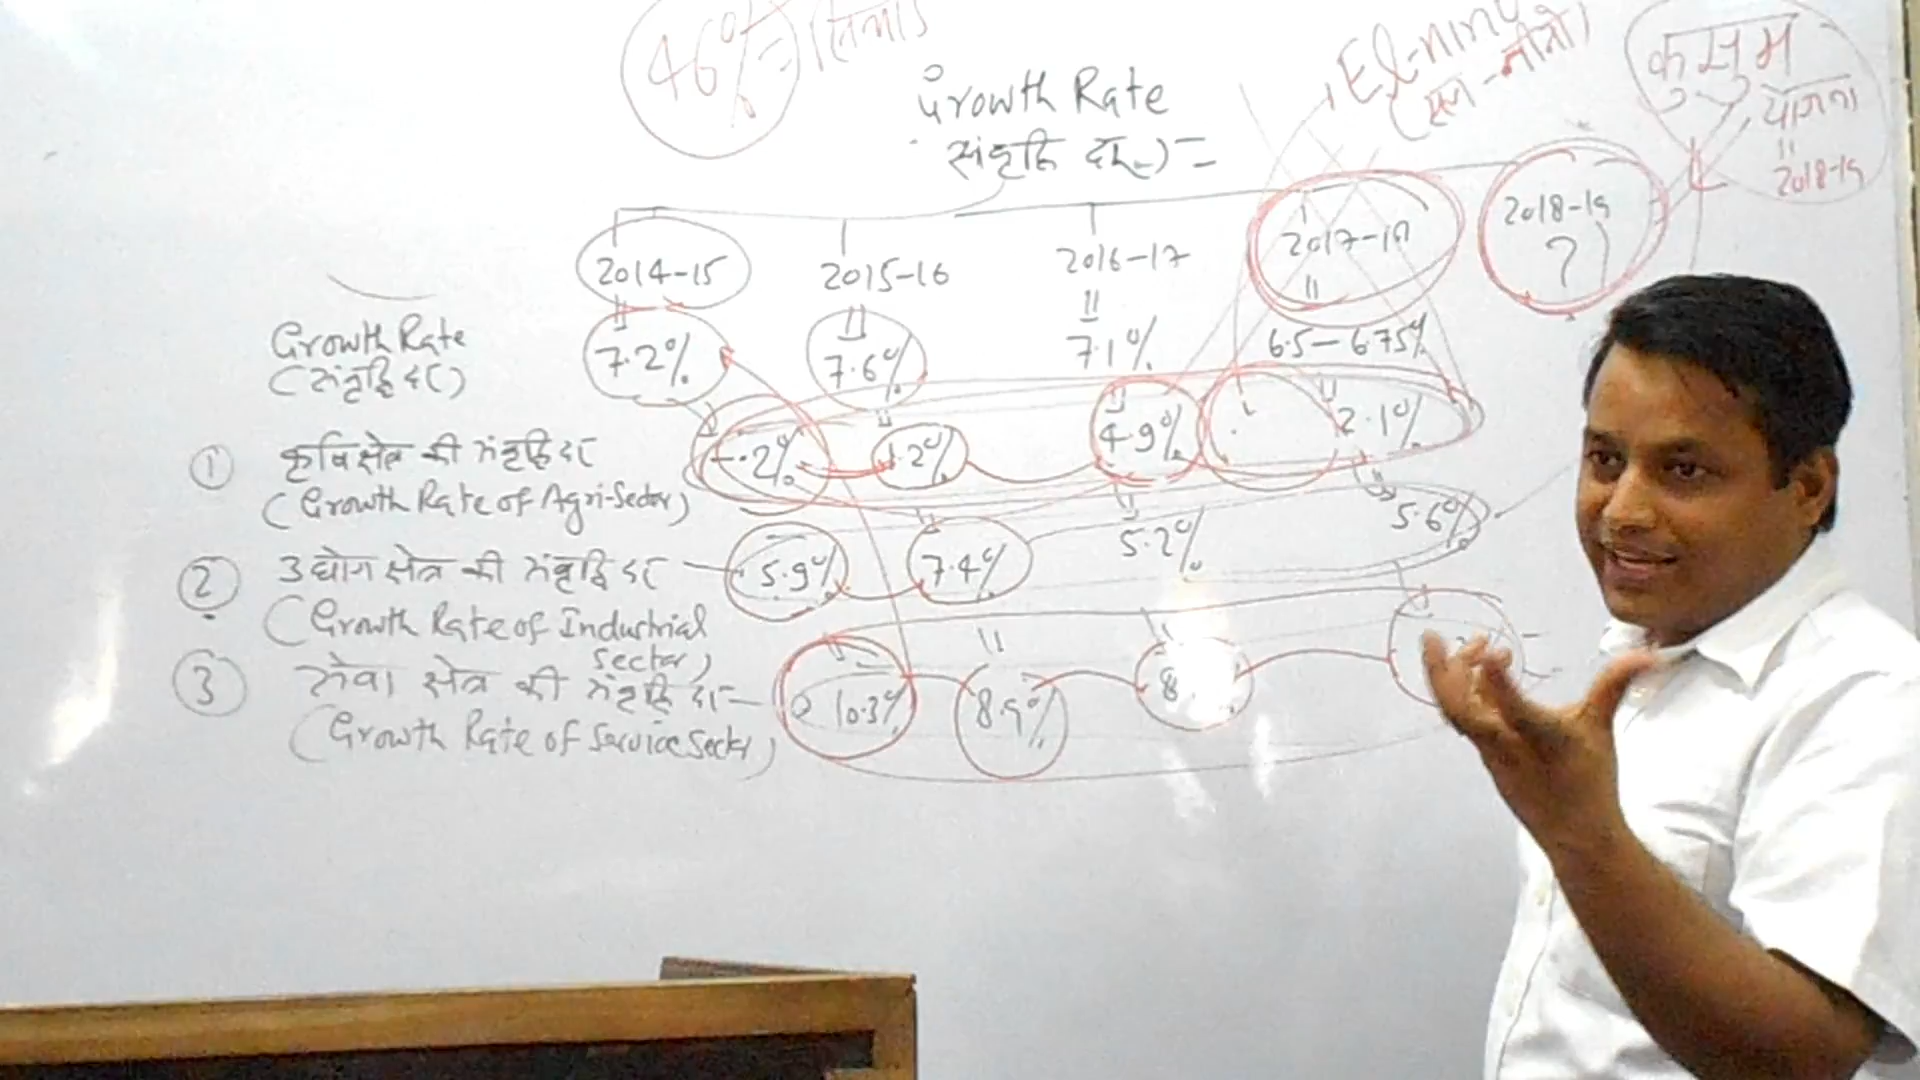 46% =
El-nino
कुसुम
योजना
2018-19
Growth Rate
संवृद्धि दर) =
2014-15 2015-16 2016-17 2017-18 2018-19
?
Growth Rate 7.2% 7.6% 7.1% 6.5 - 6.75%
(संवृद्धि दर)
① कृषि क्षेत्र की संवृद्धि दर -.2% 1.2% 4.9% 2.1%
(Growth Rate of Agri-Sector)
② उद्योग क्षेत्र की संवृद्धि दर - 5.9% 7.4% 5.2% 5.6%
(Growth Rate of Industrial
Sector)
③ सेवा क्षेत्र की संवृद्धि दर - 10.3% 8.9%
(Growth Rate of Service Sector)